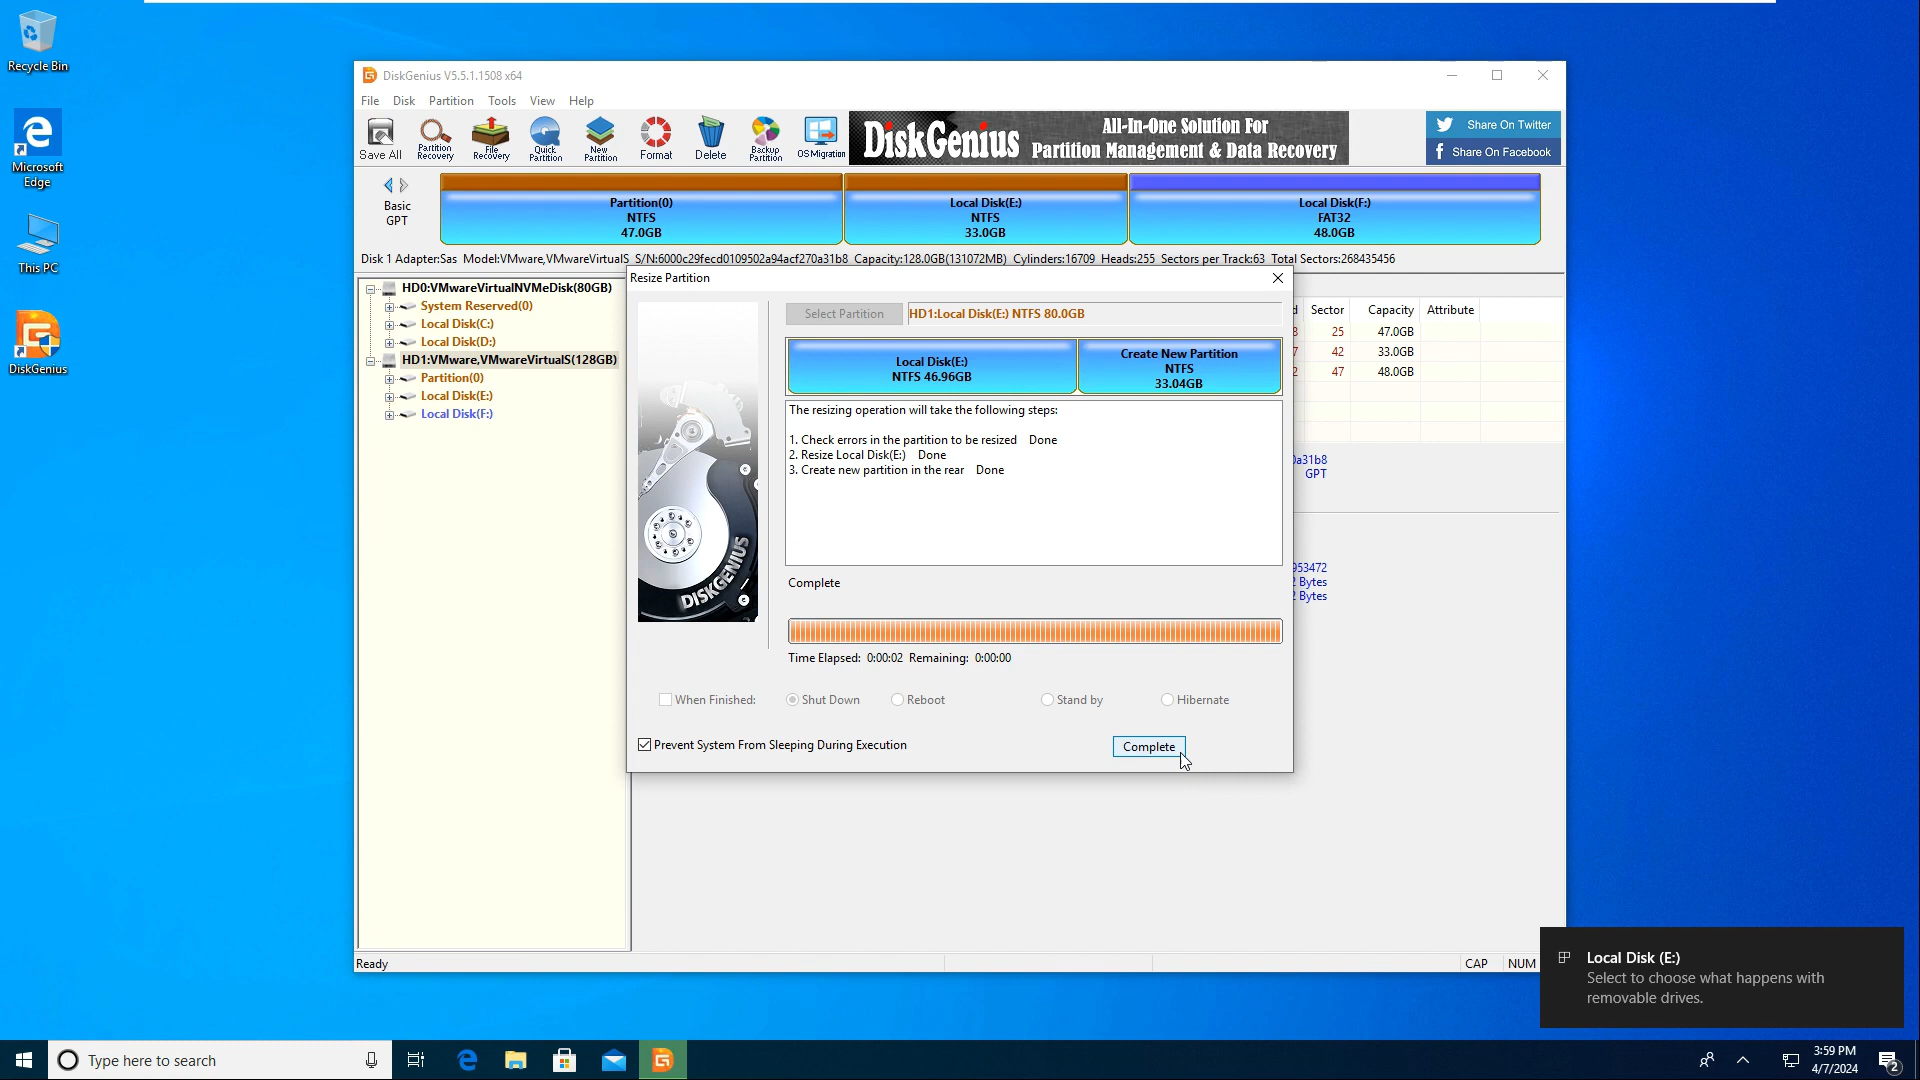 Recycle Bin
Microsoft
Edge
This PC
DiskGenius
DiskGenius V5.5.1.1508 x64
File Disk Partition Tools View Help
Save All
Partition
Recovery
File
Recovery
Quick
Partition
New
Partition
Format
Delete
Backup
Partition
OS Migration
DiskGenius
All-In-One Solution For
Partition Management & Data Recovery
Share On Twitter
Share On Facebook
Basic
GPT
Partition(0)
NTFS
47.0GB
Local Disk(E:)
NTFS
33.0GB
Local Disk(F:)
FAT32
48.0GB
Disk 1 Adapter:Sas Model:VMware,VMwareVirtualS S/N:6000c29fecd0109502a94acf270a31b8 Capacity:128.0GB(131072MB) Cylinders:16709 Heads:255 Sectors per Track:63 Total Sectors:268435456
HD0:VMwareVirtualNVMeDisk(80GB)
System Reserved(0)
Local Disk(C:)
Local Disk(D:)
HD1:VMware,VMwareVirtualS(128GB)
Partition(0)
Local Disk(E:)
Local Disk(F:)
Resize Partition
Select Partition
HD1:Local Disk(E:) NTFS 80.0GB
Local Disk(E:)
NTFS 46.96GB
Create New Partition
NTFS
33.04GB
The resizing operation will take the following steps:
1. Check errors in the partition to be resized Done
2. Resize Local Disk(E:) Done
3. Create new partition in the rear Done
DISKGENIUS
Complete
Time Elapsed: 0:00:02 Remaining: 0:00:00
When Finished: Shut Down Reboot Stand by Hibernate
Prevent System From Sleeping During Execution
Complete
Sector Capacity Attribute
25 47.0GB
42 33.0GB
47 48.0GB
0a31b8
GPT
953472
Bytes
Bytes
Ready
CAP NUM
Local Disk (E:)
Select to choose what happens with
removable drives.
Type here to search
3:59 PM
4/7/2024
2